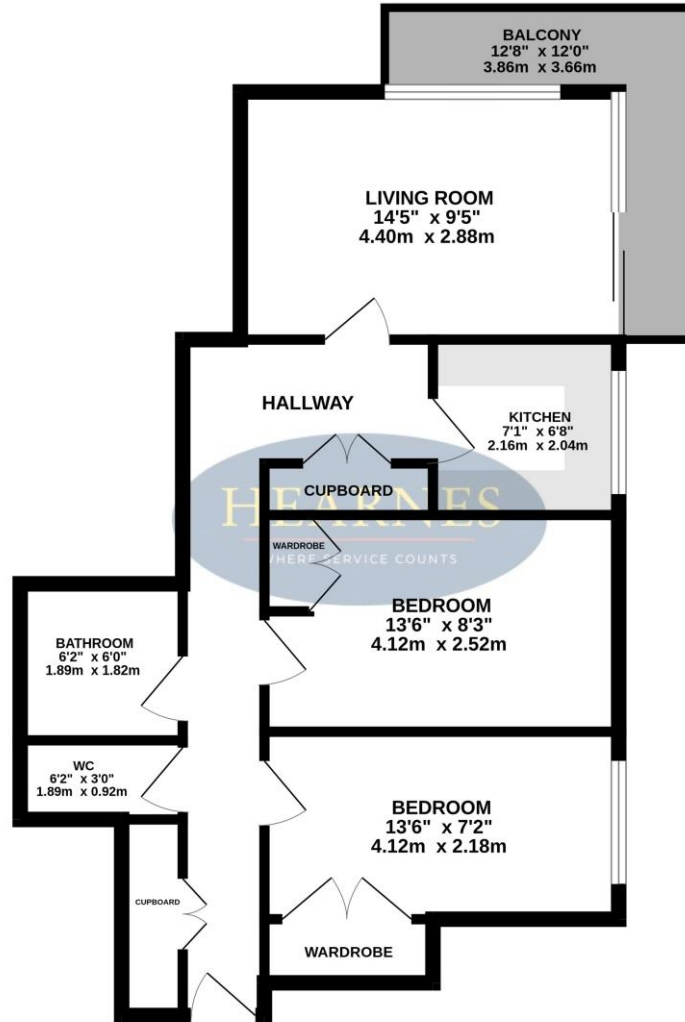 BALCONY
12'8" x 12'0"
3.86m x 3.66m
LIVING ROOM
14'5" x 9'5"
4.40m x 2.88m
HALLWAY
KITCHEN
7'1" x 6'8"
2.16m x 2.04m
CUPBOARD
HEARNES
WHERE SERVICE COUNTS
WARDROBE
BEDROOM
13'6" x 8'3"
4.12m x 2.52m
BATHROOM
6'2" x 6'0"
1.89m x 1.82m
WC
6'2" x 3'0"
1.89m x 0.92m
BEDROOM
13'6" x 7'2"
4.12m x 2.18m
CUPBOARD
WARDROBE